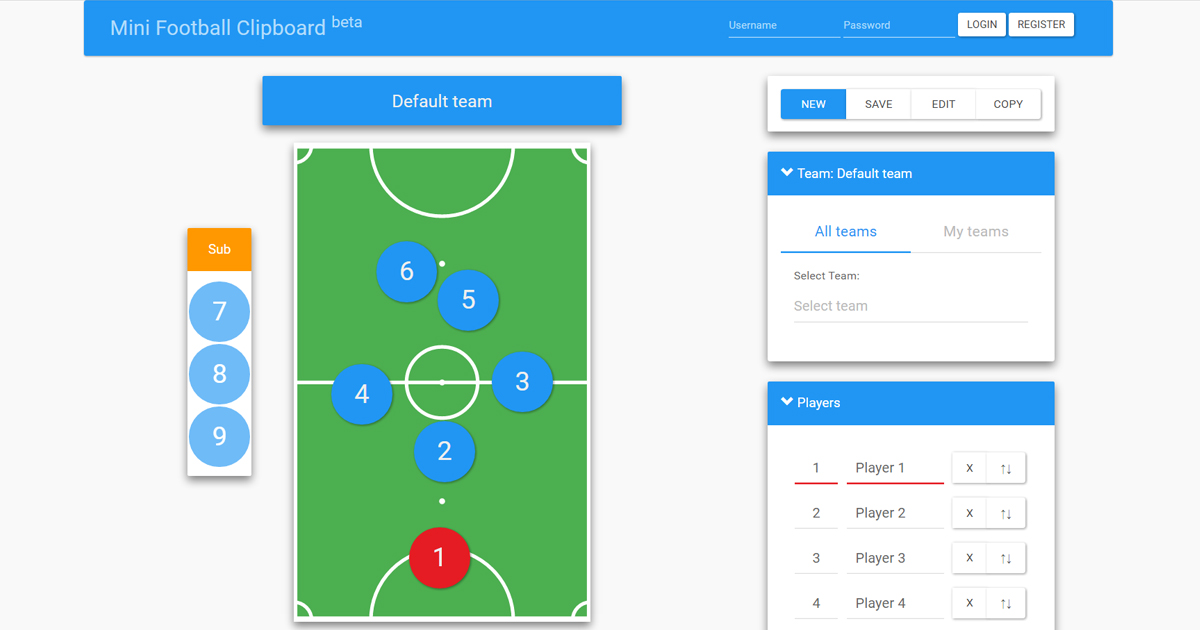 Mini Football Clipboard beta
Username Password LOGIN REGISTER
Default team
NEW SAVE EDIT COPY
Team: Default team
All teams My teams
Select Team:
Select team
Sub
7
8
9
6
5
4
3
2
1
Players
1 Player 1 x ↑↓
2 Player 2 x ↑↓
3 Player 3 x ↑↓
4 Player 4 x ↑↓